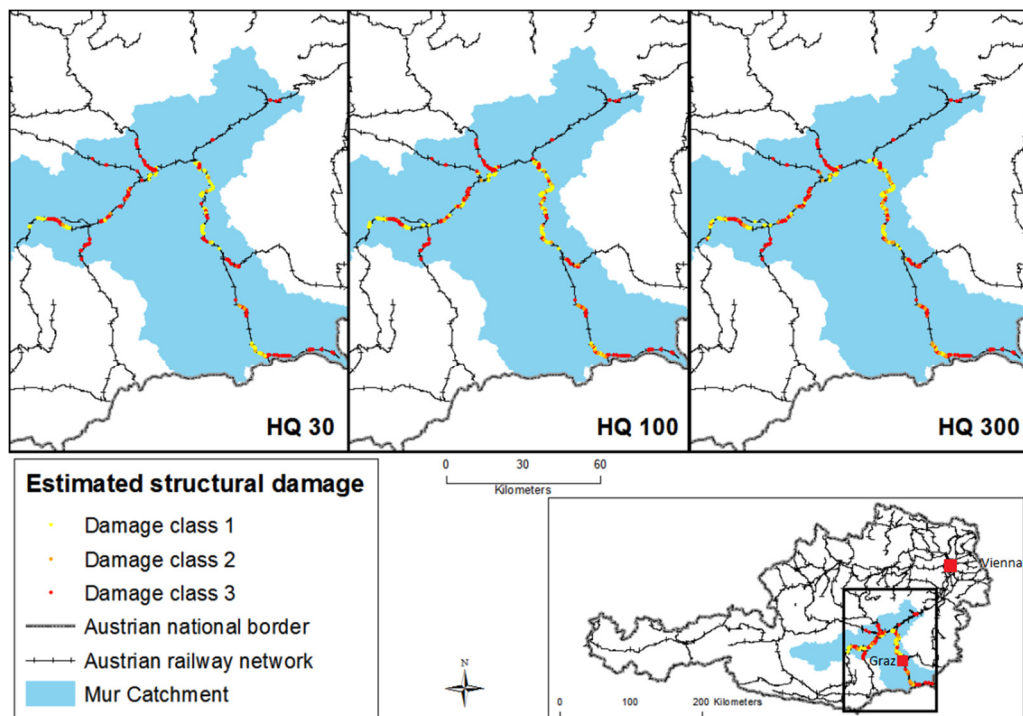 HQ 30
HQ 100
HQ 300
0 30 60
Kilometers
Estimated structural damage
Damage class 1
Damage class 2
Damage class 3
Austrian national border
Austrian railway network
Mur Catchment
N
Vienna
Graz
0 200 Kilometers